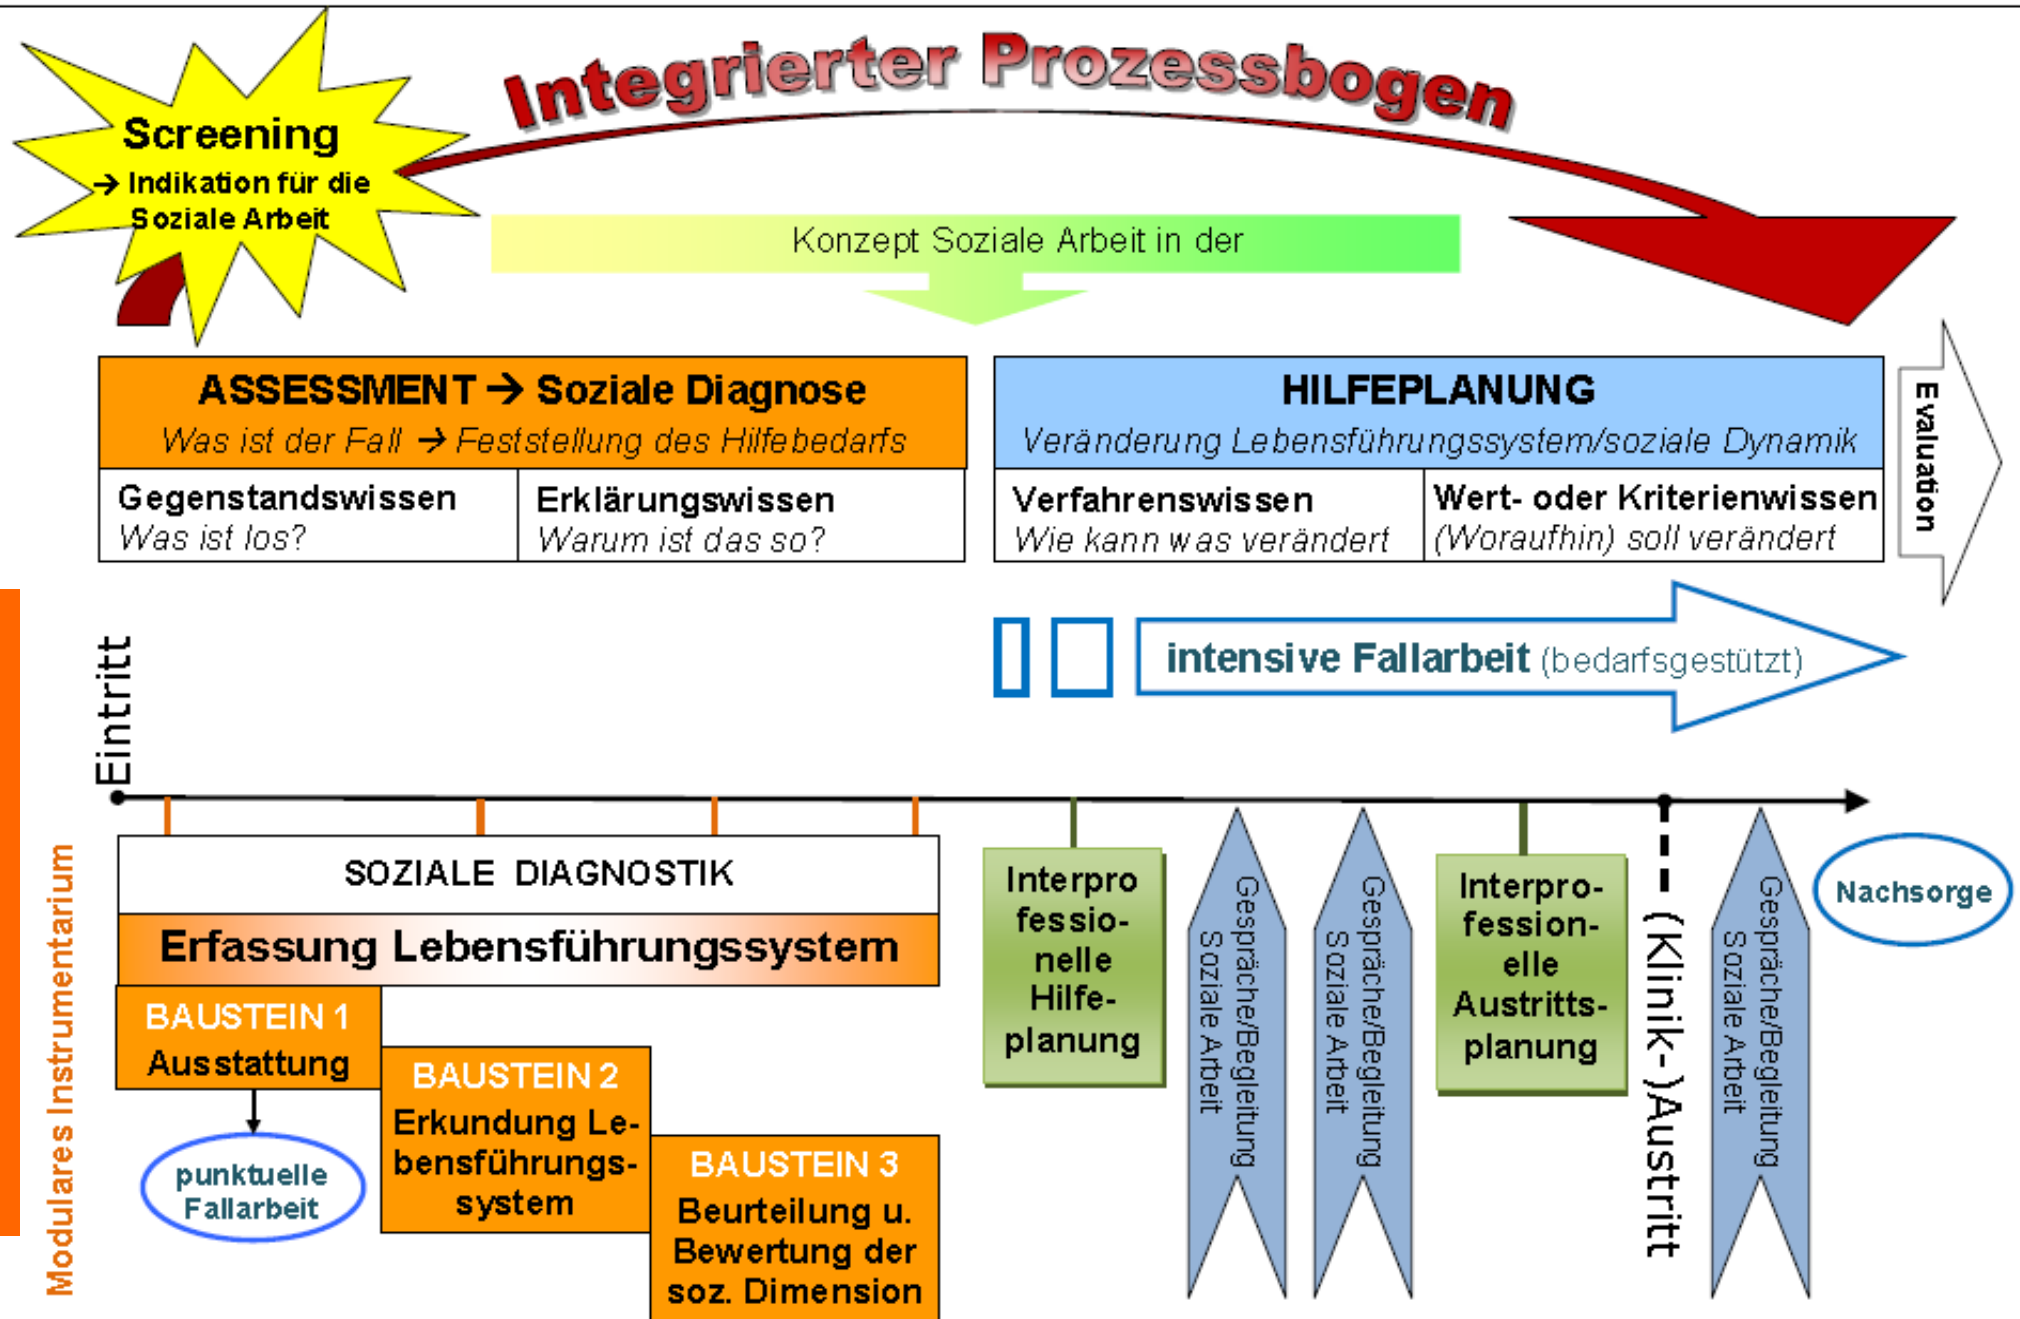 Integrierter Prozessbogen
Screening
→ Indikation für die
Soziale Arbeit
Konzept Soziale Arbeit in der
ASSESSMENT → Soziale Diagnose
Was ist der Fall → Feststellung des Hilfebedarfs
Gegenstandswissen
Was ist los?
Erklärungswissen
Warum ist das so?
HILFEPLANUNG
Veränderung Lebensführungssystem/soziale Dynamik
Verfahrenswissen
Wie kann was verändert
Wert- oder Kriterienwissen
(Woraufhin) soll verändert
Evaluation
intensive Fallarbeit (bedarfsgestützt)
Eintritt
Modulares Instrumentarium
SOZIALE DIAGNOSTIK
Erfassung Lebensführungssystem
BAUSTEIN 1
Ausstattung
punktuelle
Fallarbeit
BAUSTEIN 2
Erkundung Le-
bensführungs-
system
BAUSTEIN 3
Beurteilung u.
Bewertung der
soz. Dimension
Interpro
fessio-
nelle
Hilfe-
planung
Gespräche/Begleitung
Soziale Arbeit
Gespräche/Begleitung
Soziale Arbeit
Interpro-
fession-
elle
Austritts-
planung
(Klinik-)Austritt
Gespräche/Begleitung
Soziale Arbeit
Nachsorge